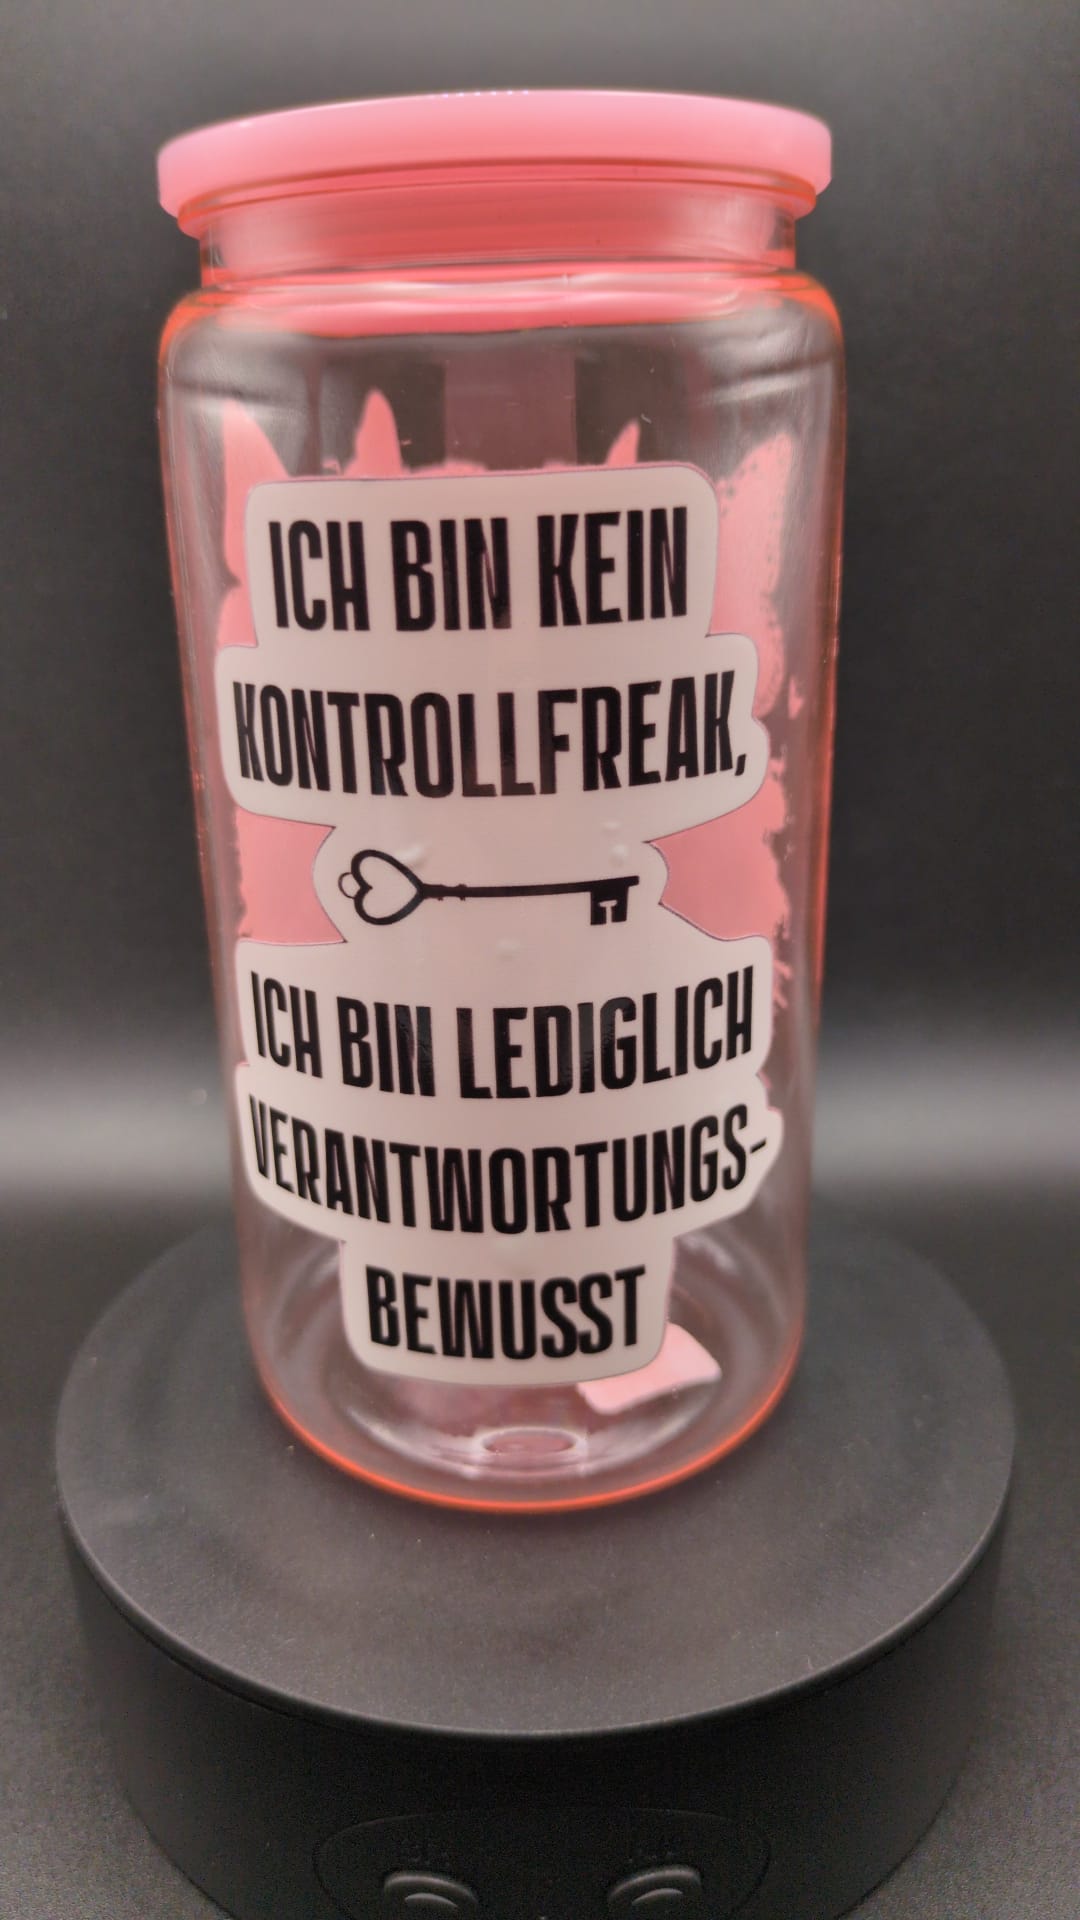 ICH BIN KEIN
KONTROLLFREAK,
ICH BIN LEDIGLICH
VERANTWORTUNGS-
BEWUSST